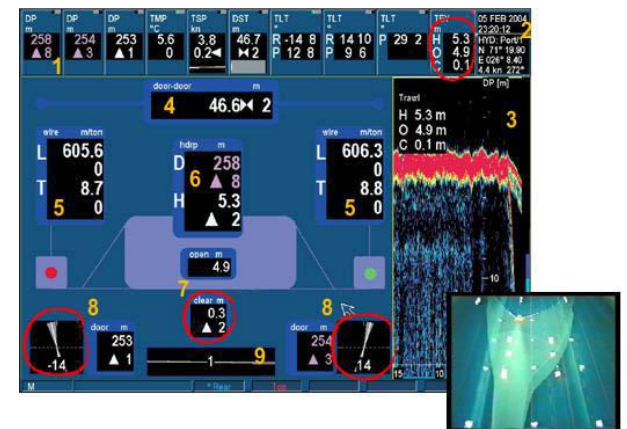 DP DP DP TMP TSP DST TLT TLT TLT TEY 05 FEB 2004
m m °C kn m ° ° ° m 23:20:12 2
258 254 253 5.6 3.8 46.7 R -14 8 R 14 10 P 29 2 H 5.3 HYD: Port/1
▲8 ▲3 ▲1 0 0.2◄ ⧓2 P 12 8 P 9 6 O 4.9 N 71° 19.90
1 C 0.1 E 026° 8.40
4.4 kn 272°
DP [m]
door-door m
4 46.6⧓ 2
Trawl
H 5.3 m
O 4.9 m
C 0.1 m
3
wire m/ton
L 605.6
0
T 8.7
5 0
hdrp m
D 258
6 ▲ 8
H 5.3
▲ 2
wire m/ton
606.3
0
8.8
5 0
open m
4.9
7
clear m
0.3
▲ 2
-10
8
-14
door m
253
▲ 1
1
9
8
door m
254
▲ 3
14
15 10
M * Rear Top